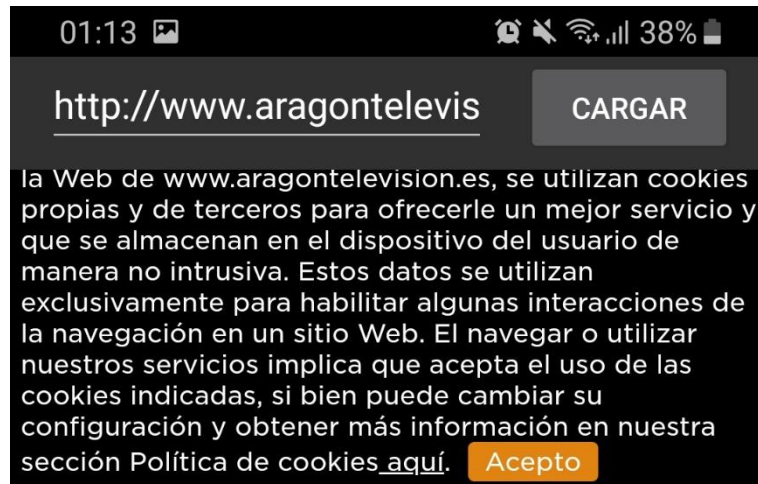 01:13 38%
http://www.aragontelevis CARGAR
la Web de www.aragontelevision.es, se utilizan cookies
propias y de terceros para ofrecerle un mejor servicio y
que se almacenan en el dispositivo del usuario de
manera no intrusiva. Estos datos se utilizan
exclusivamente para habilitar algunas interacciones de
la navegación en un sitio Web. El navegar o utilizar
nuestros servicios implica que acepta el uso de las
cookies indicadas, si bien puede cambiar su
configuración y obtener más información en nuestra
sección Política de cookies aquí. Acepto